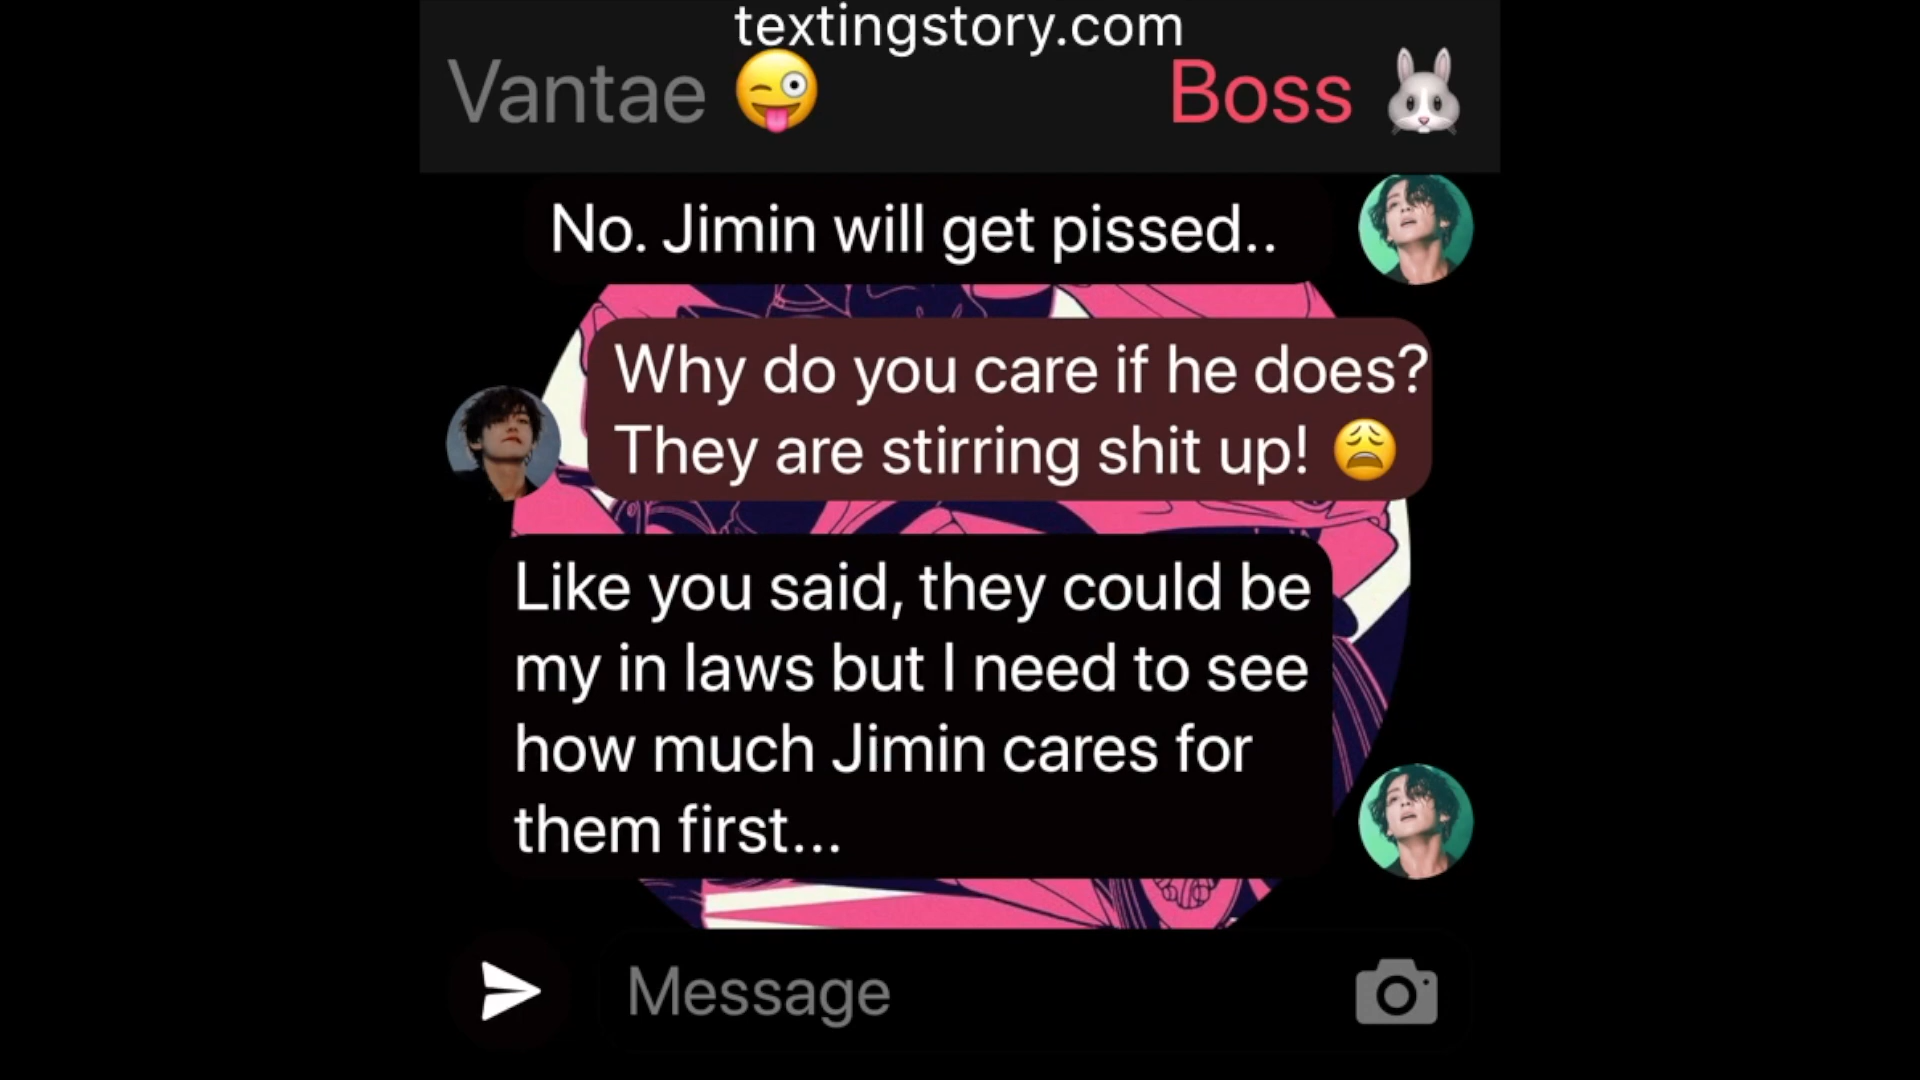 textingstory.com
Vantae 😜 Boss 🐰
No. Jimin will get pissed..
Why do you care if he does?
They are stirring shit up! 😩
Like you said, they could be
my in laws but I need to see
how much Jimin cares for
them first...
Message